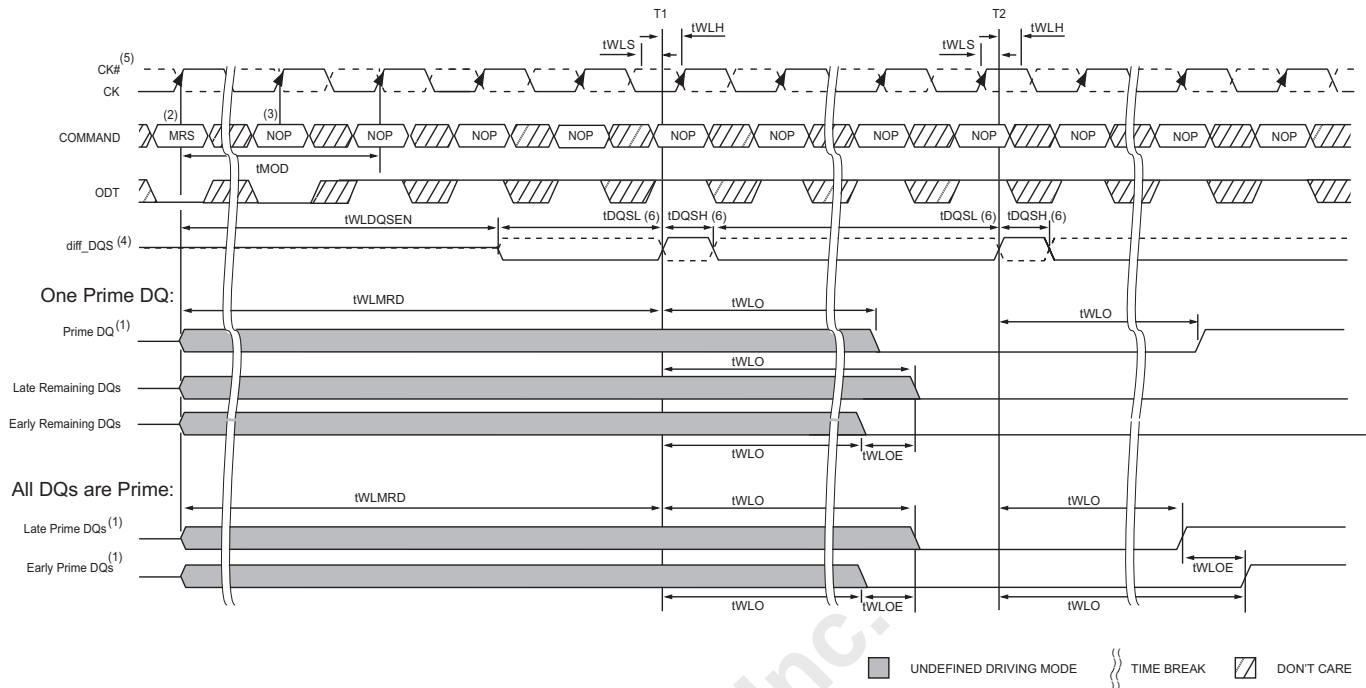 T1 T2
tWLS tWLH tWLS tWLH
CK# (5)
CK
(2) (3)
COMMAND MRS NOP NOP NOP NOP NOP NOP NOP NOP NOP NOP NOP
tMOD
ODT
tWLDQSEN tDQSL (6) tDQSH (6) tDQSL (6) tDQSH (6)
diff_DQS (4)
One Prime DQ:
tWLMRD tWLO tWLO
Prime DQ (1)
tWLO
Late Remaining DQs
Early Remaining DQs
tWLO tWLOE
All DQs are Prime:
tWLMRD tWLO tWLO
Late Prime DQs (1)
Early Prime DQs (1)
tWLOE
tWLO tWLOE tWLO
Inc.
UNDEFINED DRIVING MODE TIME BREAK DON'T CARE